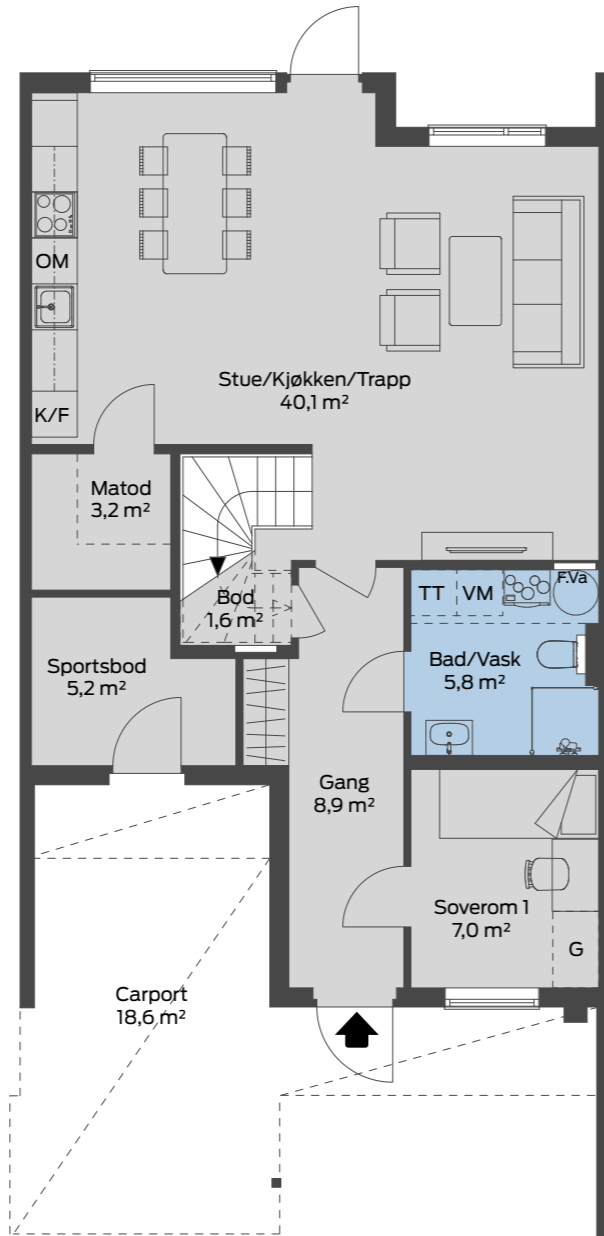 OM
K/F
Stue/Kjøkken/Trapp
40,1 m²
Matod
3,2 m²
Bod
1,6 m²
TT
VM
F.Va
Bad/Vask
5,8 m²
Sportsbod
5,2 m²
Gang
8,9 m²
Soverom 1
7,0 m²
G
Carport
18,6 m²